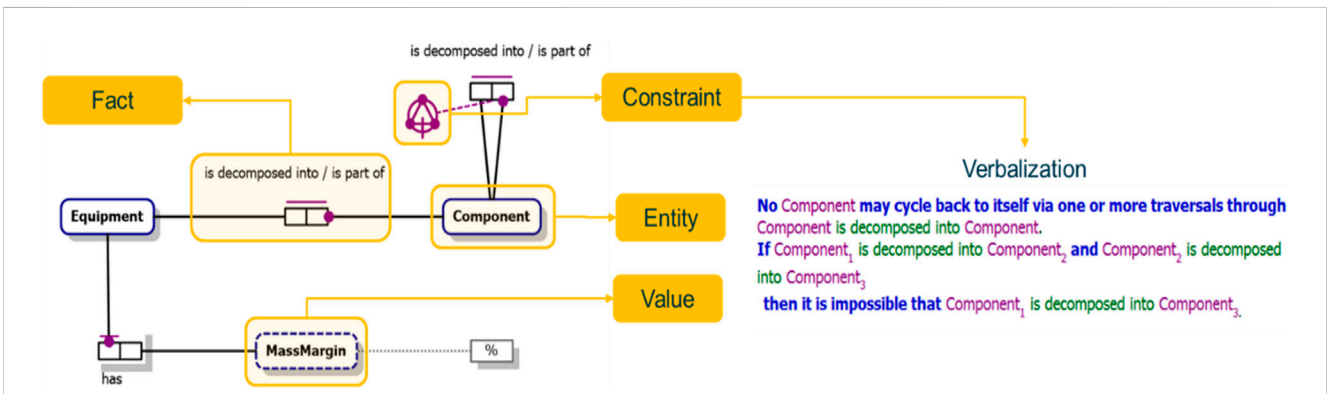 is decomposed into / is part of
Fact
Constraint
Verbalization
is decomposed into / is part of
Equipment
Component
Entity
No Component may cycle back to itself via one or more traversals through
Component is decomposed into Component.
If Component1 is decomposed into Component2 and Component2 is decomposed
into Component3
then it is impossible that Component1 is decomposed into Component3.
Value
MassMargin
%
has